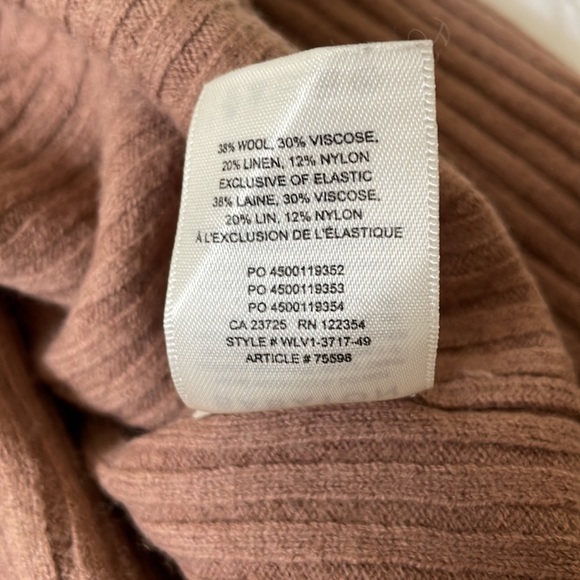 38% WOOL, 30% VISCOSE,
20% LINEN, 12% NYLON
EXCLUSIVE OF ELASTIC
38% LAINE, 30% VISCOSE,
20% LIN, 12% NYLON
À L'EXCLUSION DE L'ÉLASTIQUE
PO 4500119352
PO 4500119353
PO 4500119354
CA 23725 RN 122354
STYLE # WLV1-3717-49
ARTICLE # 75598